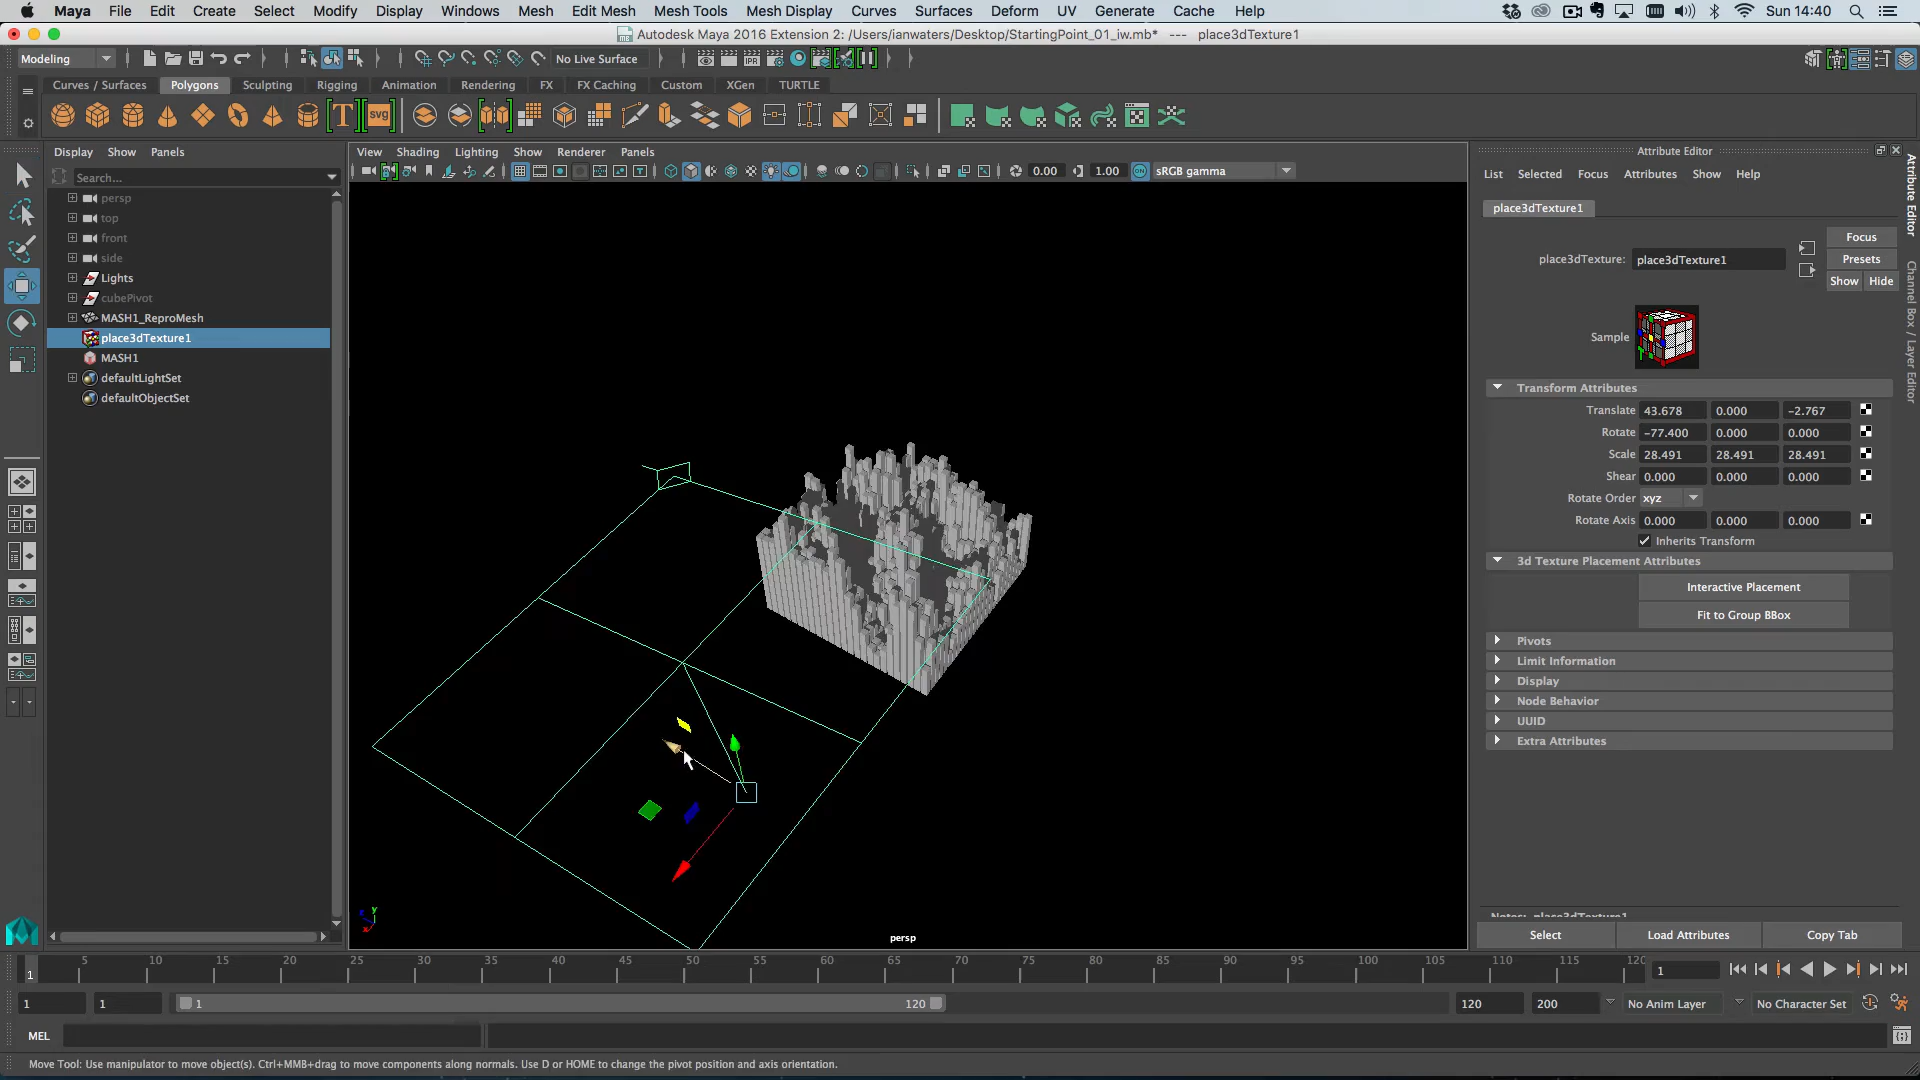 Maya File Edit Create Select Modify Display Windows Mesh Edit Mesh Mesh Tools Mesh Display Curves Surfaces Deform UV Generate Cache Help Sun 14:40
Autodesk Maya 2016 Extension 2: /Users/ianwaters/Desktop/StartingPoint_01_iw.mb* --- place3dTexture1
Modeling No Live Surface IPR
Curves / Surfaces Polygons Sculpting Rigging Animation Rendering FX FX Caching Custom XGen TURTLE
T SVG
Display Show Panels
Search...
persp
top
front
side
Lights
cubePivot
MASH1_ReproMesh
place3dTexture1
MASH1
defaultLightSet
defaultObjectSet
View Shading Lighting Show Renderer Panels
0.00 1.00 ON sRGB gamma
y
z
x
persp
Attribute Editor
List Selected Focus Attributes Show Help
place3dTexture1
place3dTexture: place3dTexture1
Focus
Presets
Show Hide
Sample
Transform Attributes
Translate 43.678 0.000 -2.767
Rotate -77.400 0.000 0.000
Scale 28.491 28.491 28.491
Shear 0.000 0.000 0.000
Rotate Order xyz
Rotate Axis 0.000 0.000 0.000
Inherits Transform
3d Texture Placement Attributes
Interactive Placement
Fit to Group BBox
Pivots
Limit Information
Display
Node Behavior
UUID
Extra Attributes
Notes: place3dTexture1
Select Load Attributes Copy Tab
Attribute Editor
Channel Box / Layer Editor
1 5 10 15 20 25 30 35 40 45 50 55 60 65 70 75 80 85 90 95 100 105 110 115 120 1
1 1 1 120 120 200 No Anim Layer No Character Set
MEL
Move Tool: Use manipulator to move object(s). Ctrl+MMB+drag to move components along normals. Use D or HOME to change the pivot position and axis orientation.